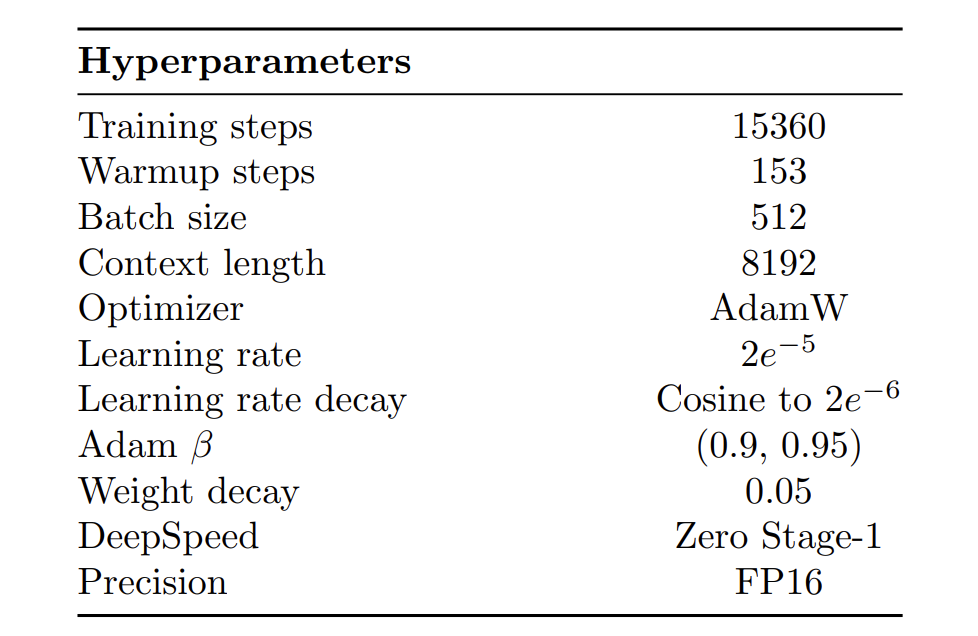 Hyperparameters
Training steps 15360
Warmup steps 153
Batch size 512
Context length 8192
Optimizer AdamW
Learning rate 2e⁻⁵
Learning rate decay Cosine to 2e⁻⁶
Adam β (0.9, 0.95)
Weight decay 0.05
DeepSpeed Zero Stage-1
Precision FP16